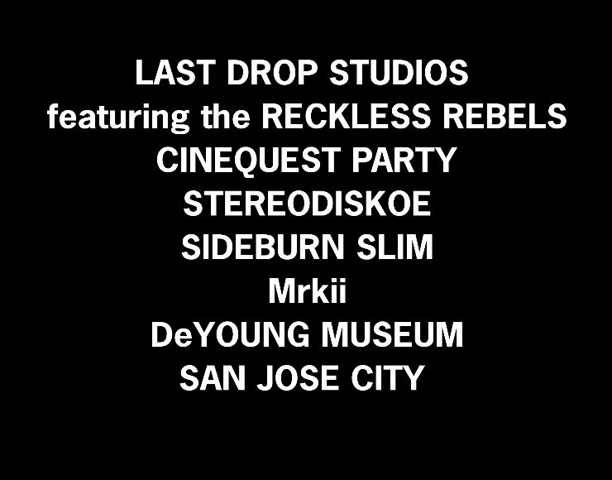 LAST DROP STUDIOS
featuring the RECKLESS REBELS
CINEQUEST PARTY
STEREODISKOE
SIDEBURN SLIM
Mrkii
DeYOUNG MUSEUM
SAN JOSE CITY